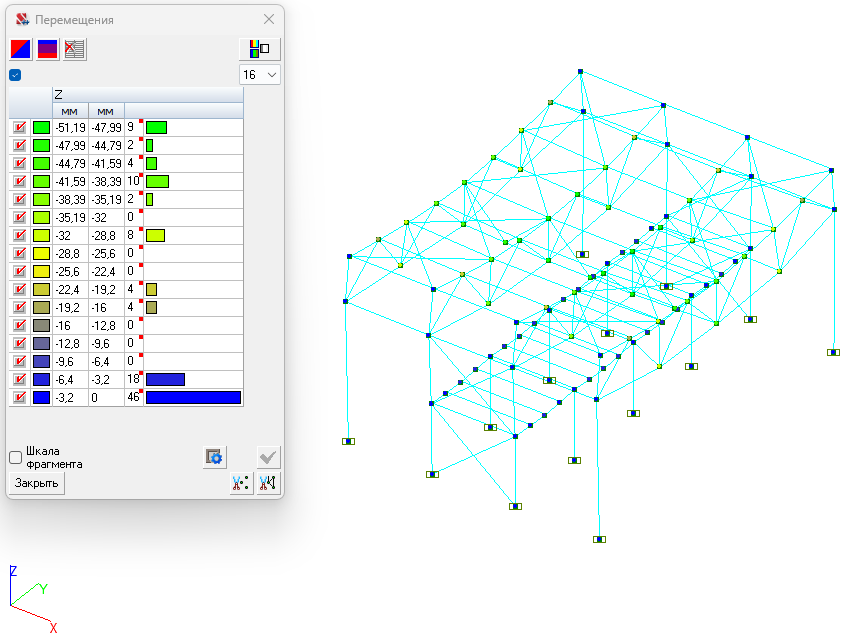 Перемещения
16
Z
мм мм
-51,19 -47,99 9
-47,99 -44,79 2
-44,79 -41,59 4
-41,59 -38,39 10
-38,39 -35,19 2
-35,19 -32 0
-32 -28,8 8
-28,8 -25,6 0
-25,6 -22,4 0
-22,4 -19,2 4
-19,2 -16 4
-16 -12,8 0
-12,8 -9,6 0
-9,6 -6,4 0
-6,4 -3,2 18
-3,2 0 46
Шкала
фрагмента
Закрыть
Z
Y
X